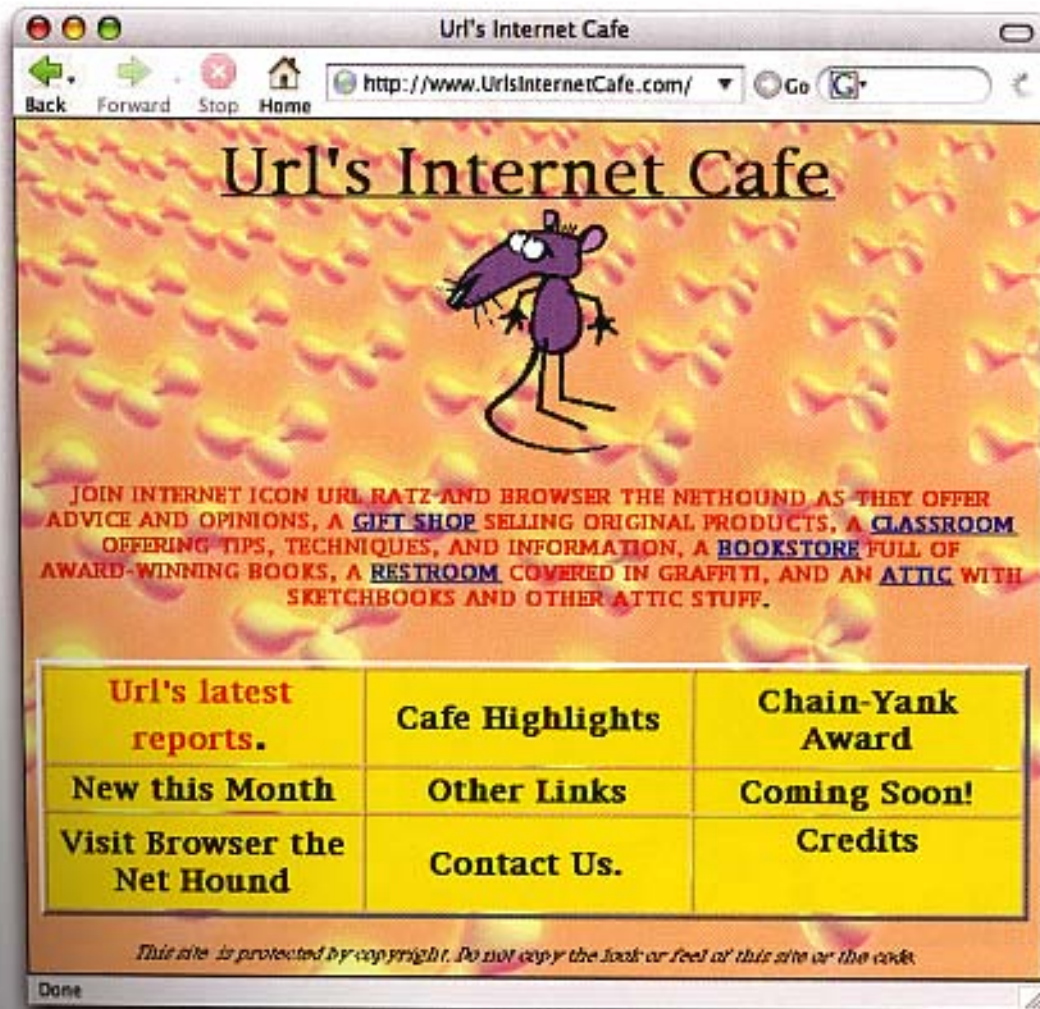 Url's Internet Cafe
Back Forward Stop Home http://www.UrlsInternetCafe.com/ Go G
Url's Internet Cafe
JOIN INTERNET ICON URL RATZ AND BROWSER THE NETHOUND AS THEY OFFER
ADVICE AND OPINIONS, A GIFT SHOP SELLING ORIGINAL PRODUCTS, A CLASSROOM
OFFERING TIPS, TECHNIQUES, AND INFORMATION, A BOOKSTORE FULL OF
AWARD-WINNING BOOKS, A RESTROOM COVERED IN GRAFFITI, AND AN ATTIC WITH
SKETCHBOOKS AND OTHER ATTIC STUFF.
Url's latest
reports.
Cafe Highlights
Chain-Yank
Award
New this Month
Other Links
Coming Soon!
Visit Browser the
Net Hound
Contact Us.
Credits
This site is protected by copyright. Do not copy the look or feel of this site or the code.
Done